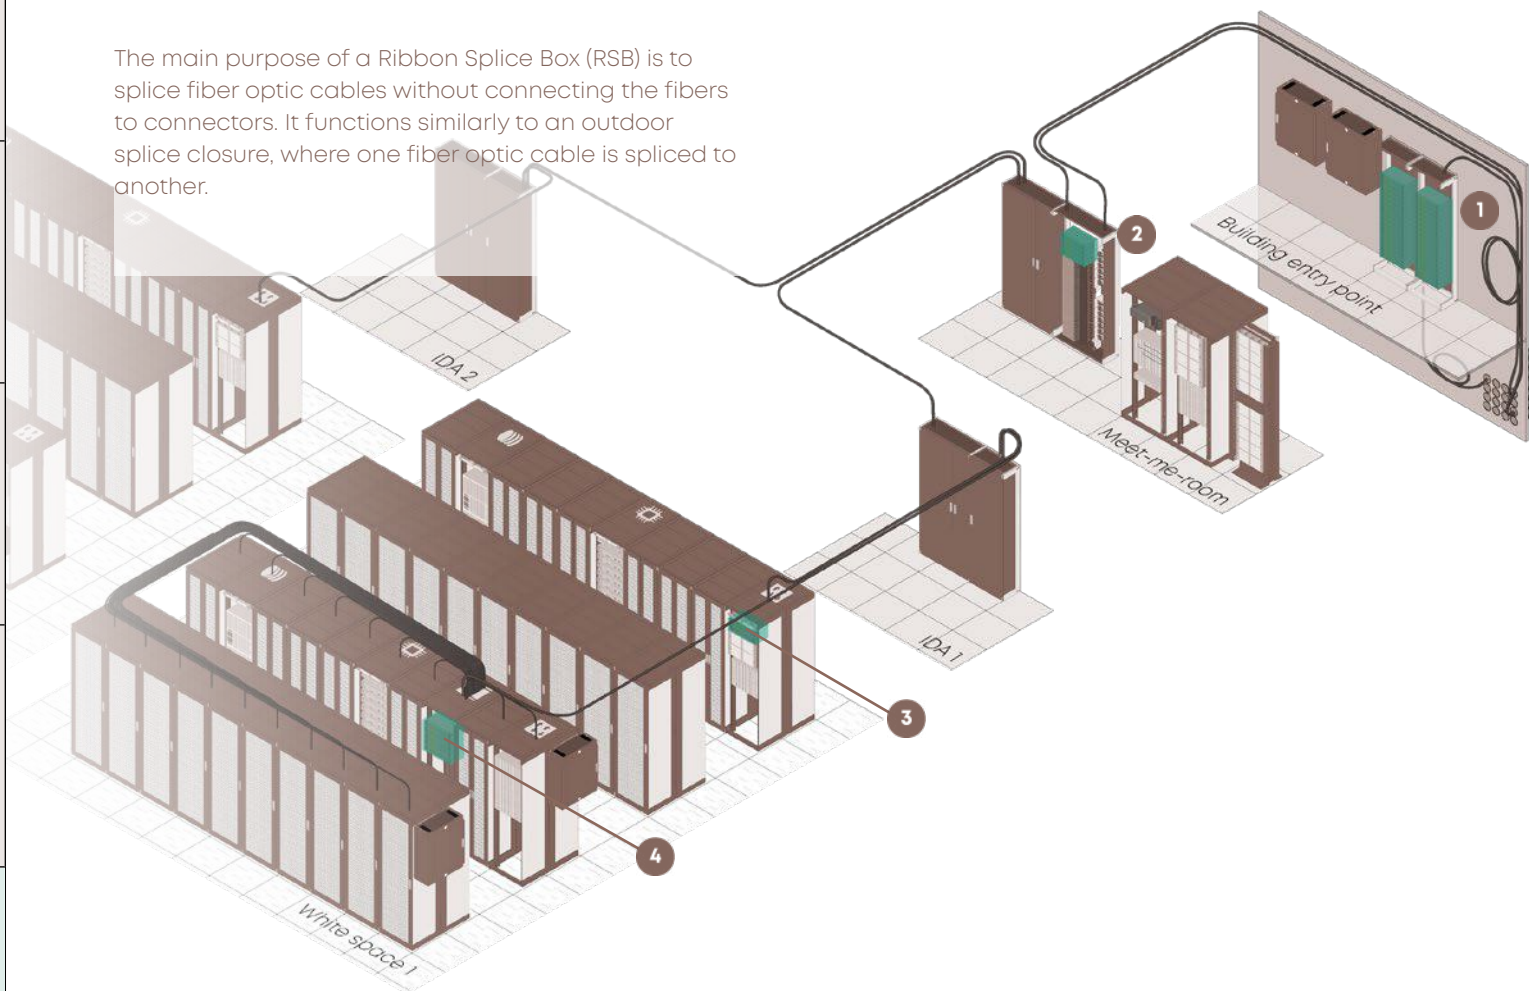 The main purpose of a Ribbon Splice Box (RSB) is to
splice fiber optic cables without connecting the fibers
to connectors. It functions similarly to an outdoor
splice closure, where one fiber optic cable is spliced to
another.
1
Building entry point
2
Meet-me-room
IDA 2
IDA 1
3
4
White space 1